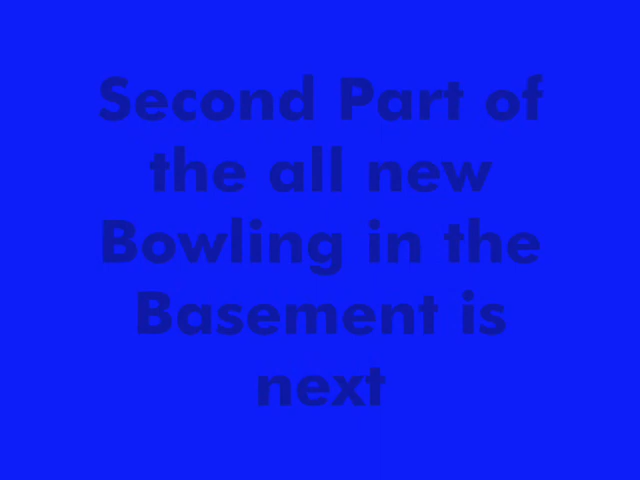 Second Part of
the all new
Bowling in the
Basement is
next